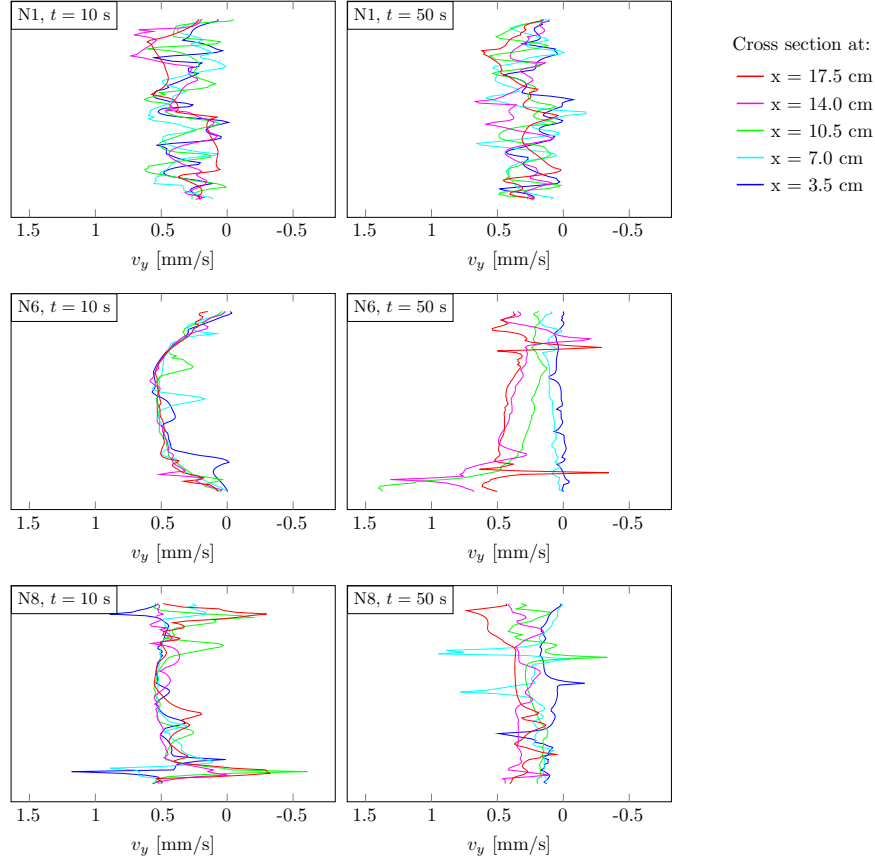 N1, t = 10 s
N1, t = 50 s
1.5 1 0.5 0 -0.5
1.5 1 0.5 0 -0.5
v_y [mm/s]
v_y [mm/s]
Cross section at:
x = 17.5 cm
x = 14.0 cm
x = 10.5 cm
x = 7.0 cm
x = 3.5 cm
N6, t = 10 s
N6, t = 50 s
1.5 1 0.5 0 -0.5
1.5 1 0.5 0 -0.5
v_y [mm/s]
v_y [mm/s]
N8, t = 10 s
N8, t = 50 s
1.5 1 0.5 0 -0.5
1.5 1 0.5 0 -0.5
v_y [mm/s]
v_y [mm/s]